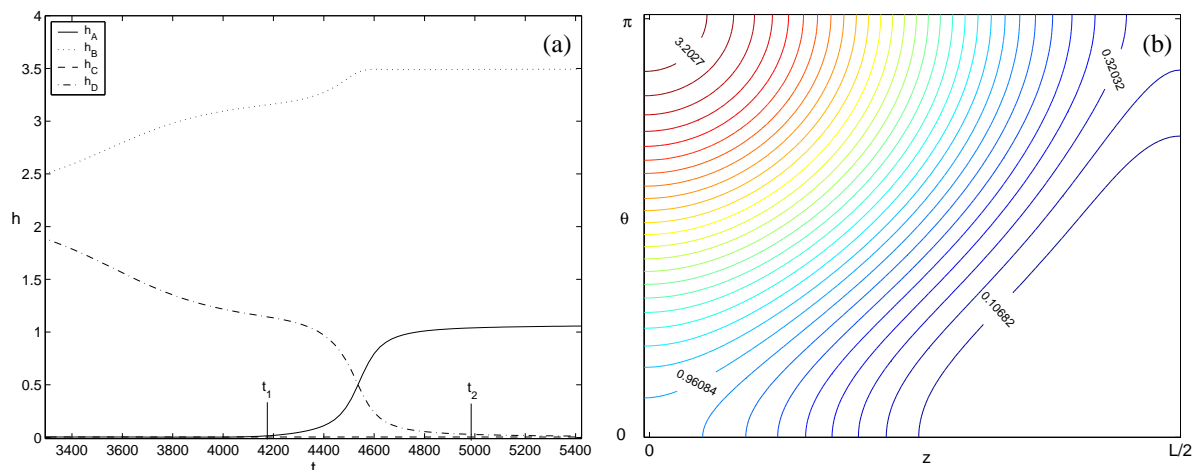 4
3.5
3
2.5
2
1.5
1
0.5
0
h
h_A
h_B
h_C
h_D
(a)
t_1
t_2
3400 3600 3800 4000 4200 4400 4600 4800 5000 5200 5400
t
π
θ
0
(b)
3.2027
0.32032
0.10682
0.96084
0
z
L/2